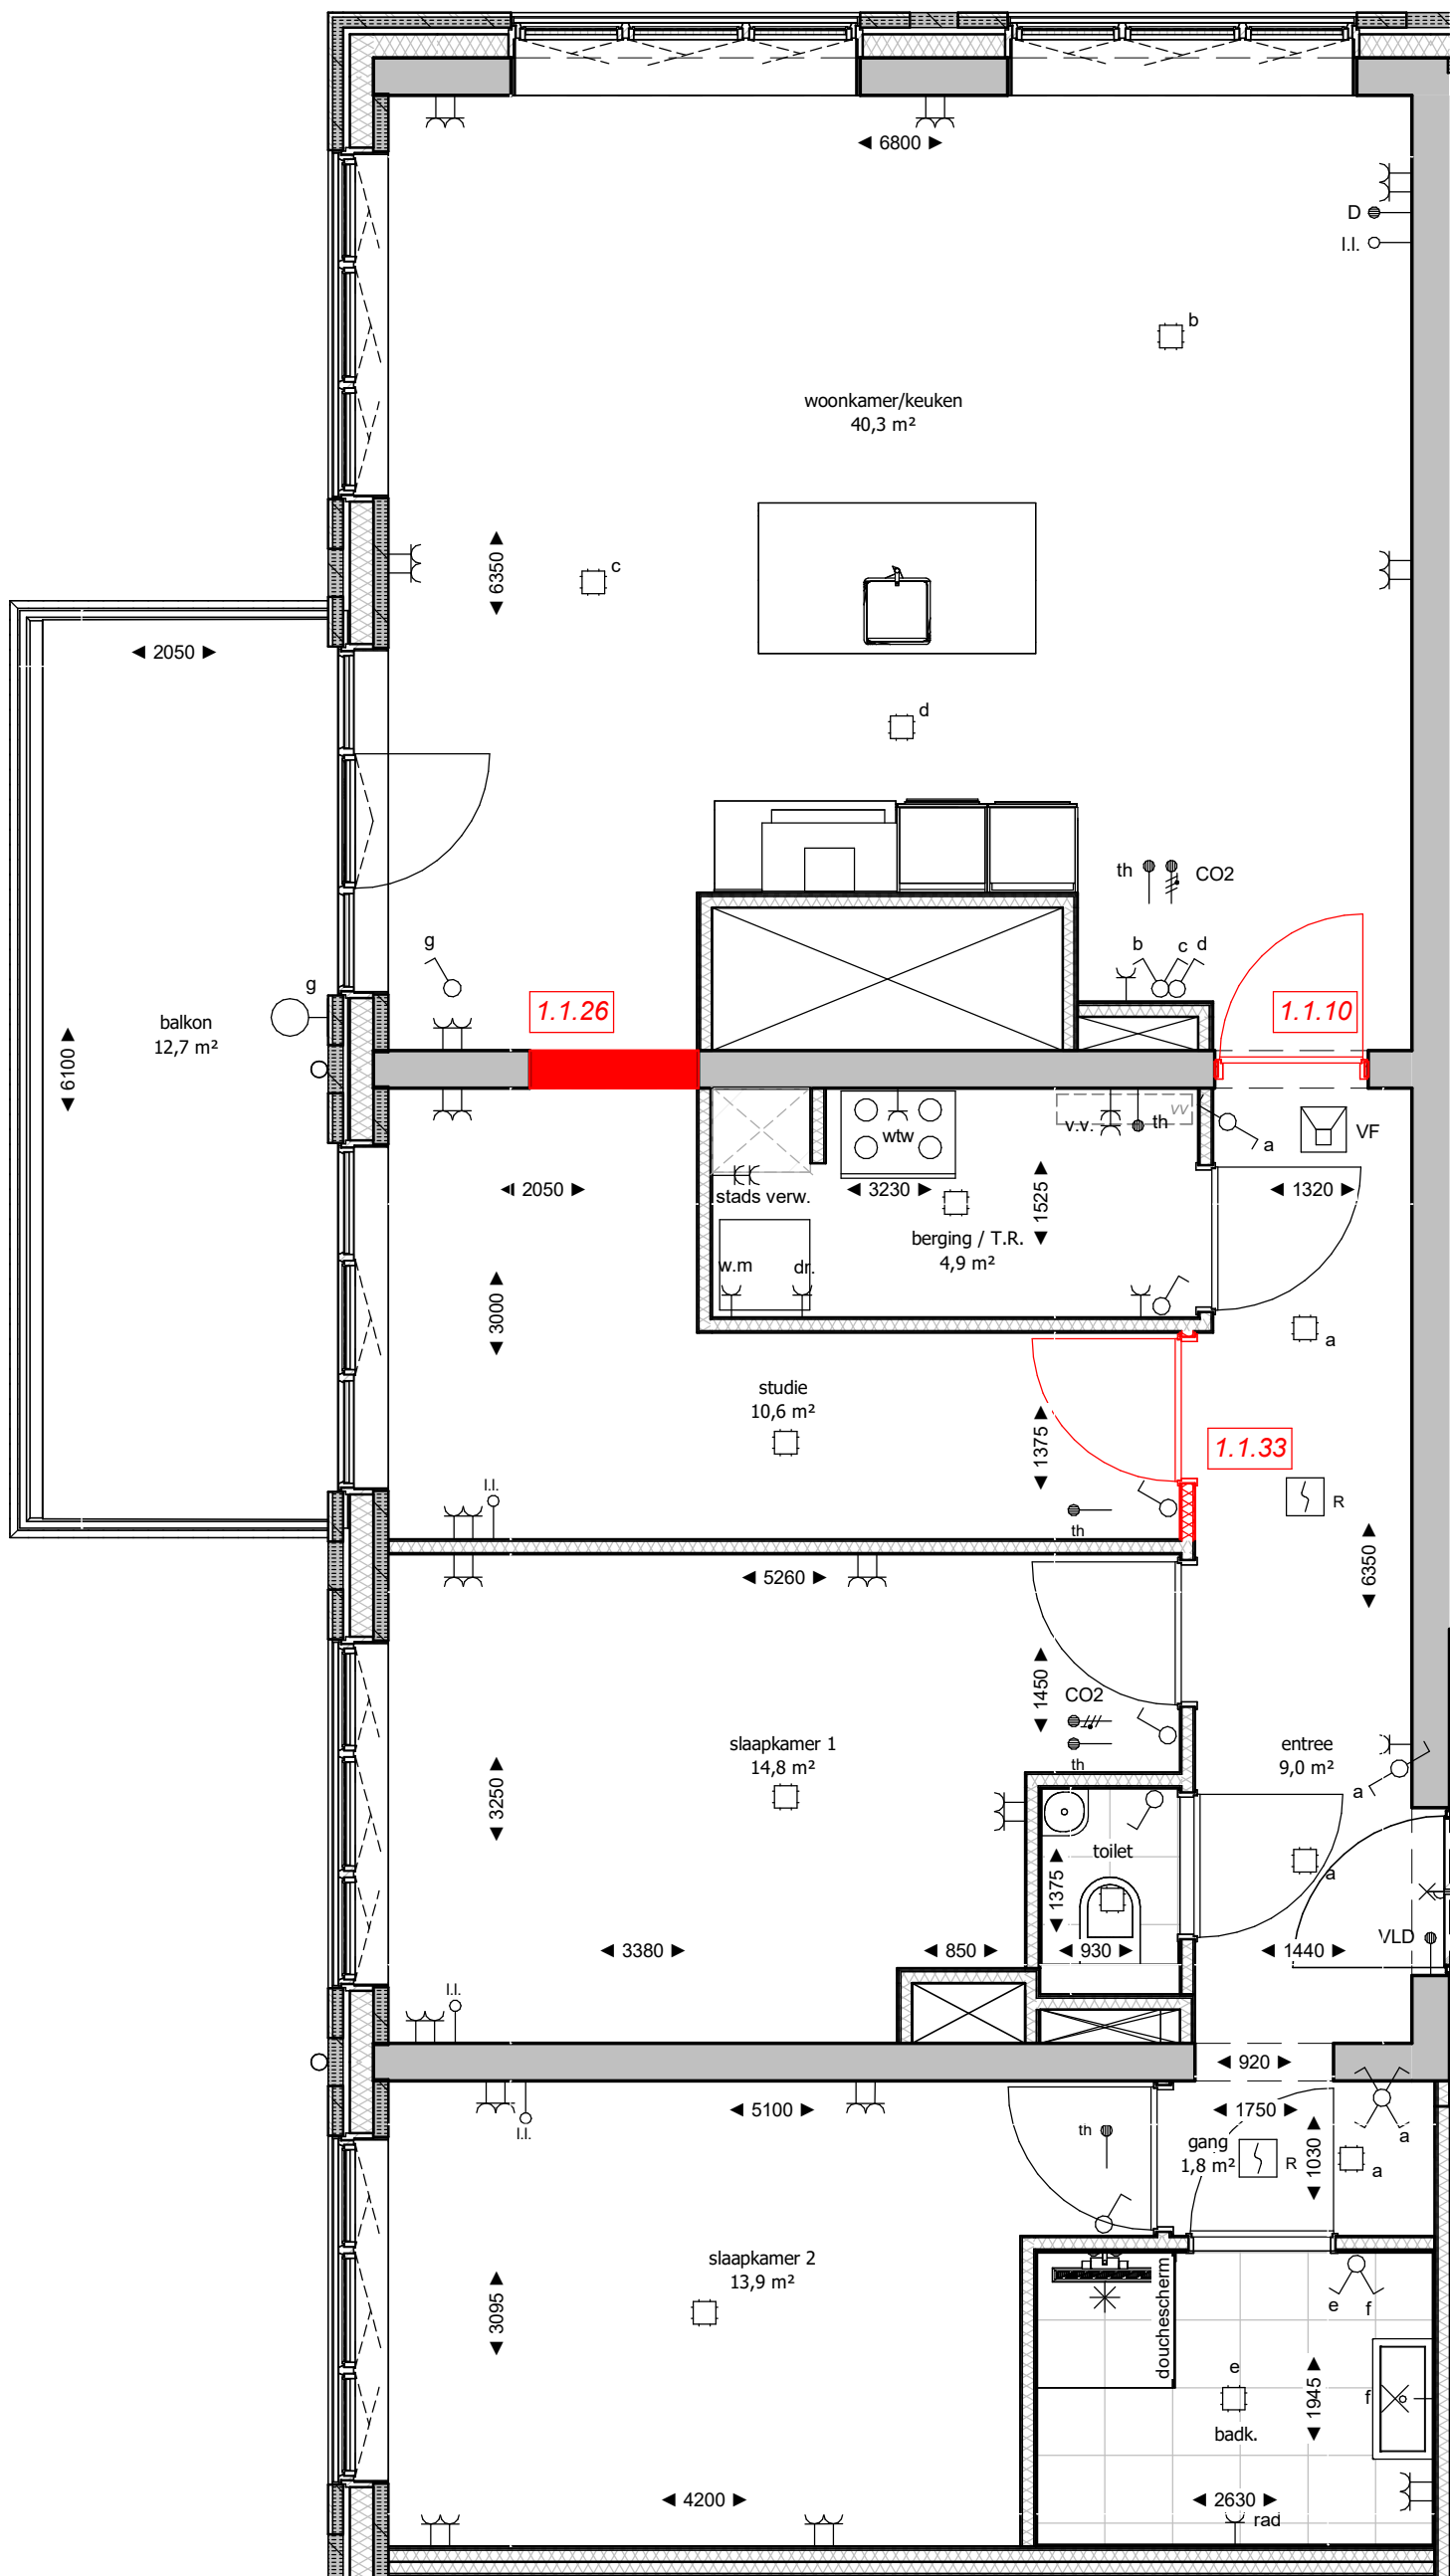 6800
D
l.l.
b
woonkamer/keuken
40,3 m²
6350
c
2050
d
th
CO2
g
b
c
d
g
1.1.26
1.1.10
balkon
12,7 m²
6100
vv
v.v.
th
wtw
a
VF
2050
stads verw.
3230
1525
1320
berging / T.R.
4,9 m²
w.m
dr.
3000
a
studie
10,6 m²
1375
1.1.33
l.l.
R
th
6350
5260
1450
CO2
slaapkamer 1
14,8 m²
entree
9,0 m²
th
a
3250
toilet
1375
a
VLD
3380
850
930
1440
l.l.
920
5100
1750
l.l.
th
gang
1,8 m²
R
1030
a
a
slaapkamer 2
13,9 m²
douchescherm
3095
e
f
e
1945
f
badk.
4200
2630
rad